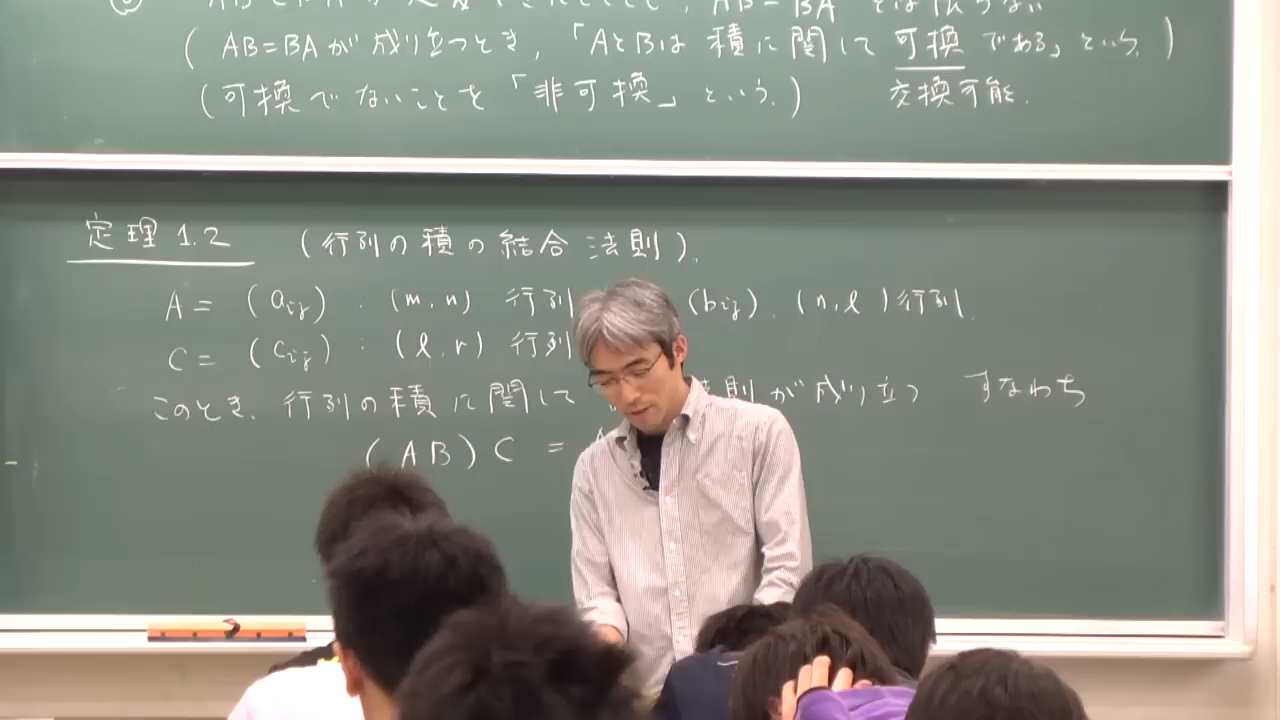 AB = BA とは限らない
( AB=BA が 成り立つとき, 「AとBは 積に関して 可換 である」という。)
(可換でないことを「非可換」という。) 交換可能.
定理 1.2 (行列の積の結合法則).
A = (aij) : (m,n) 行列 (bij). (n,ℓ)行列.
C = (cij) : (ℓ,r) 行列
このとき. 行列の積に関して 則が成り立つ すなわち
(AB)C =